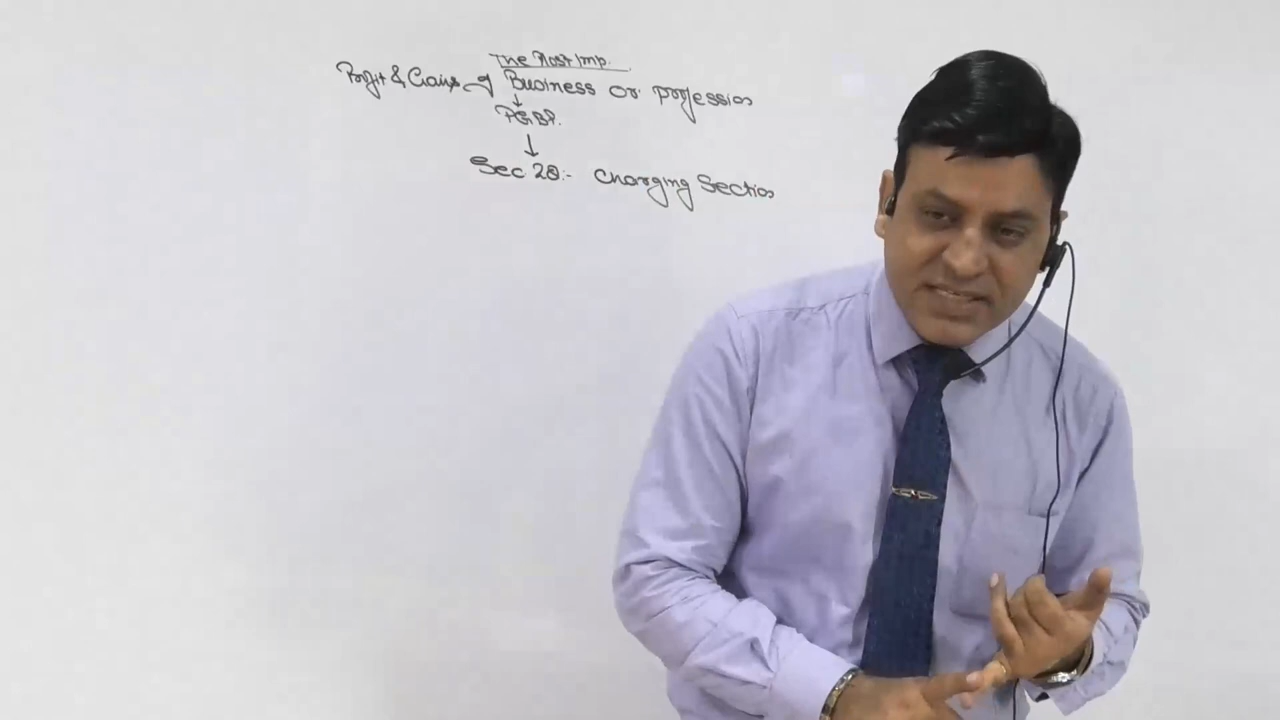 The Most Imp.
Profit & Gains of Business or profession
↓
PGBP.
↓
Sec 28:- Charging Section